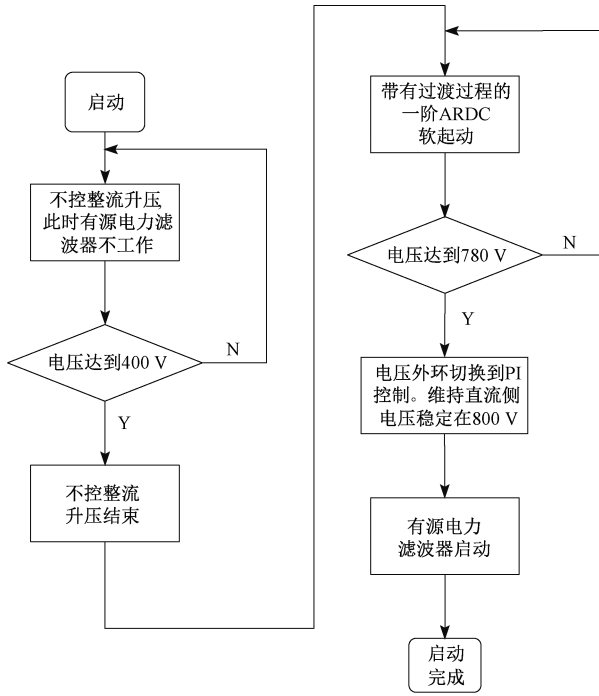 启动
不控整流升压,
此时有源电力滤
波器不工作
电压达到400 V
N
Y
不控整流
升压结束
带有过渡过程的
一阶ARDC
软起动
电压达到780 V
N
Y
电压外环切换到PI
控制。维持直流侧
电压稳定在800 V
有源电力
滤波器启动
启动
完成